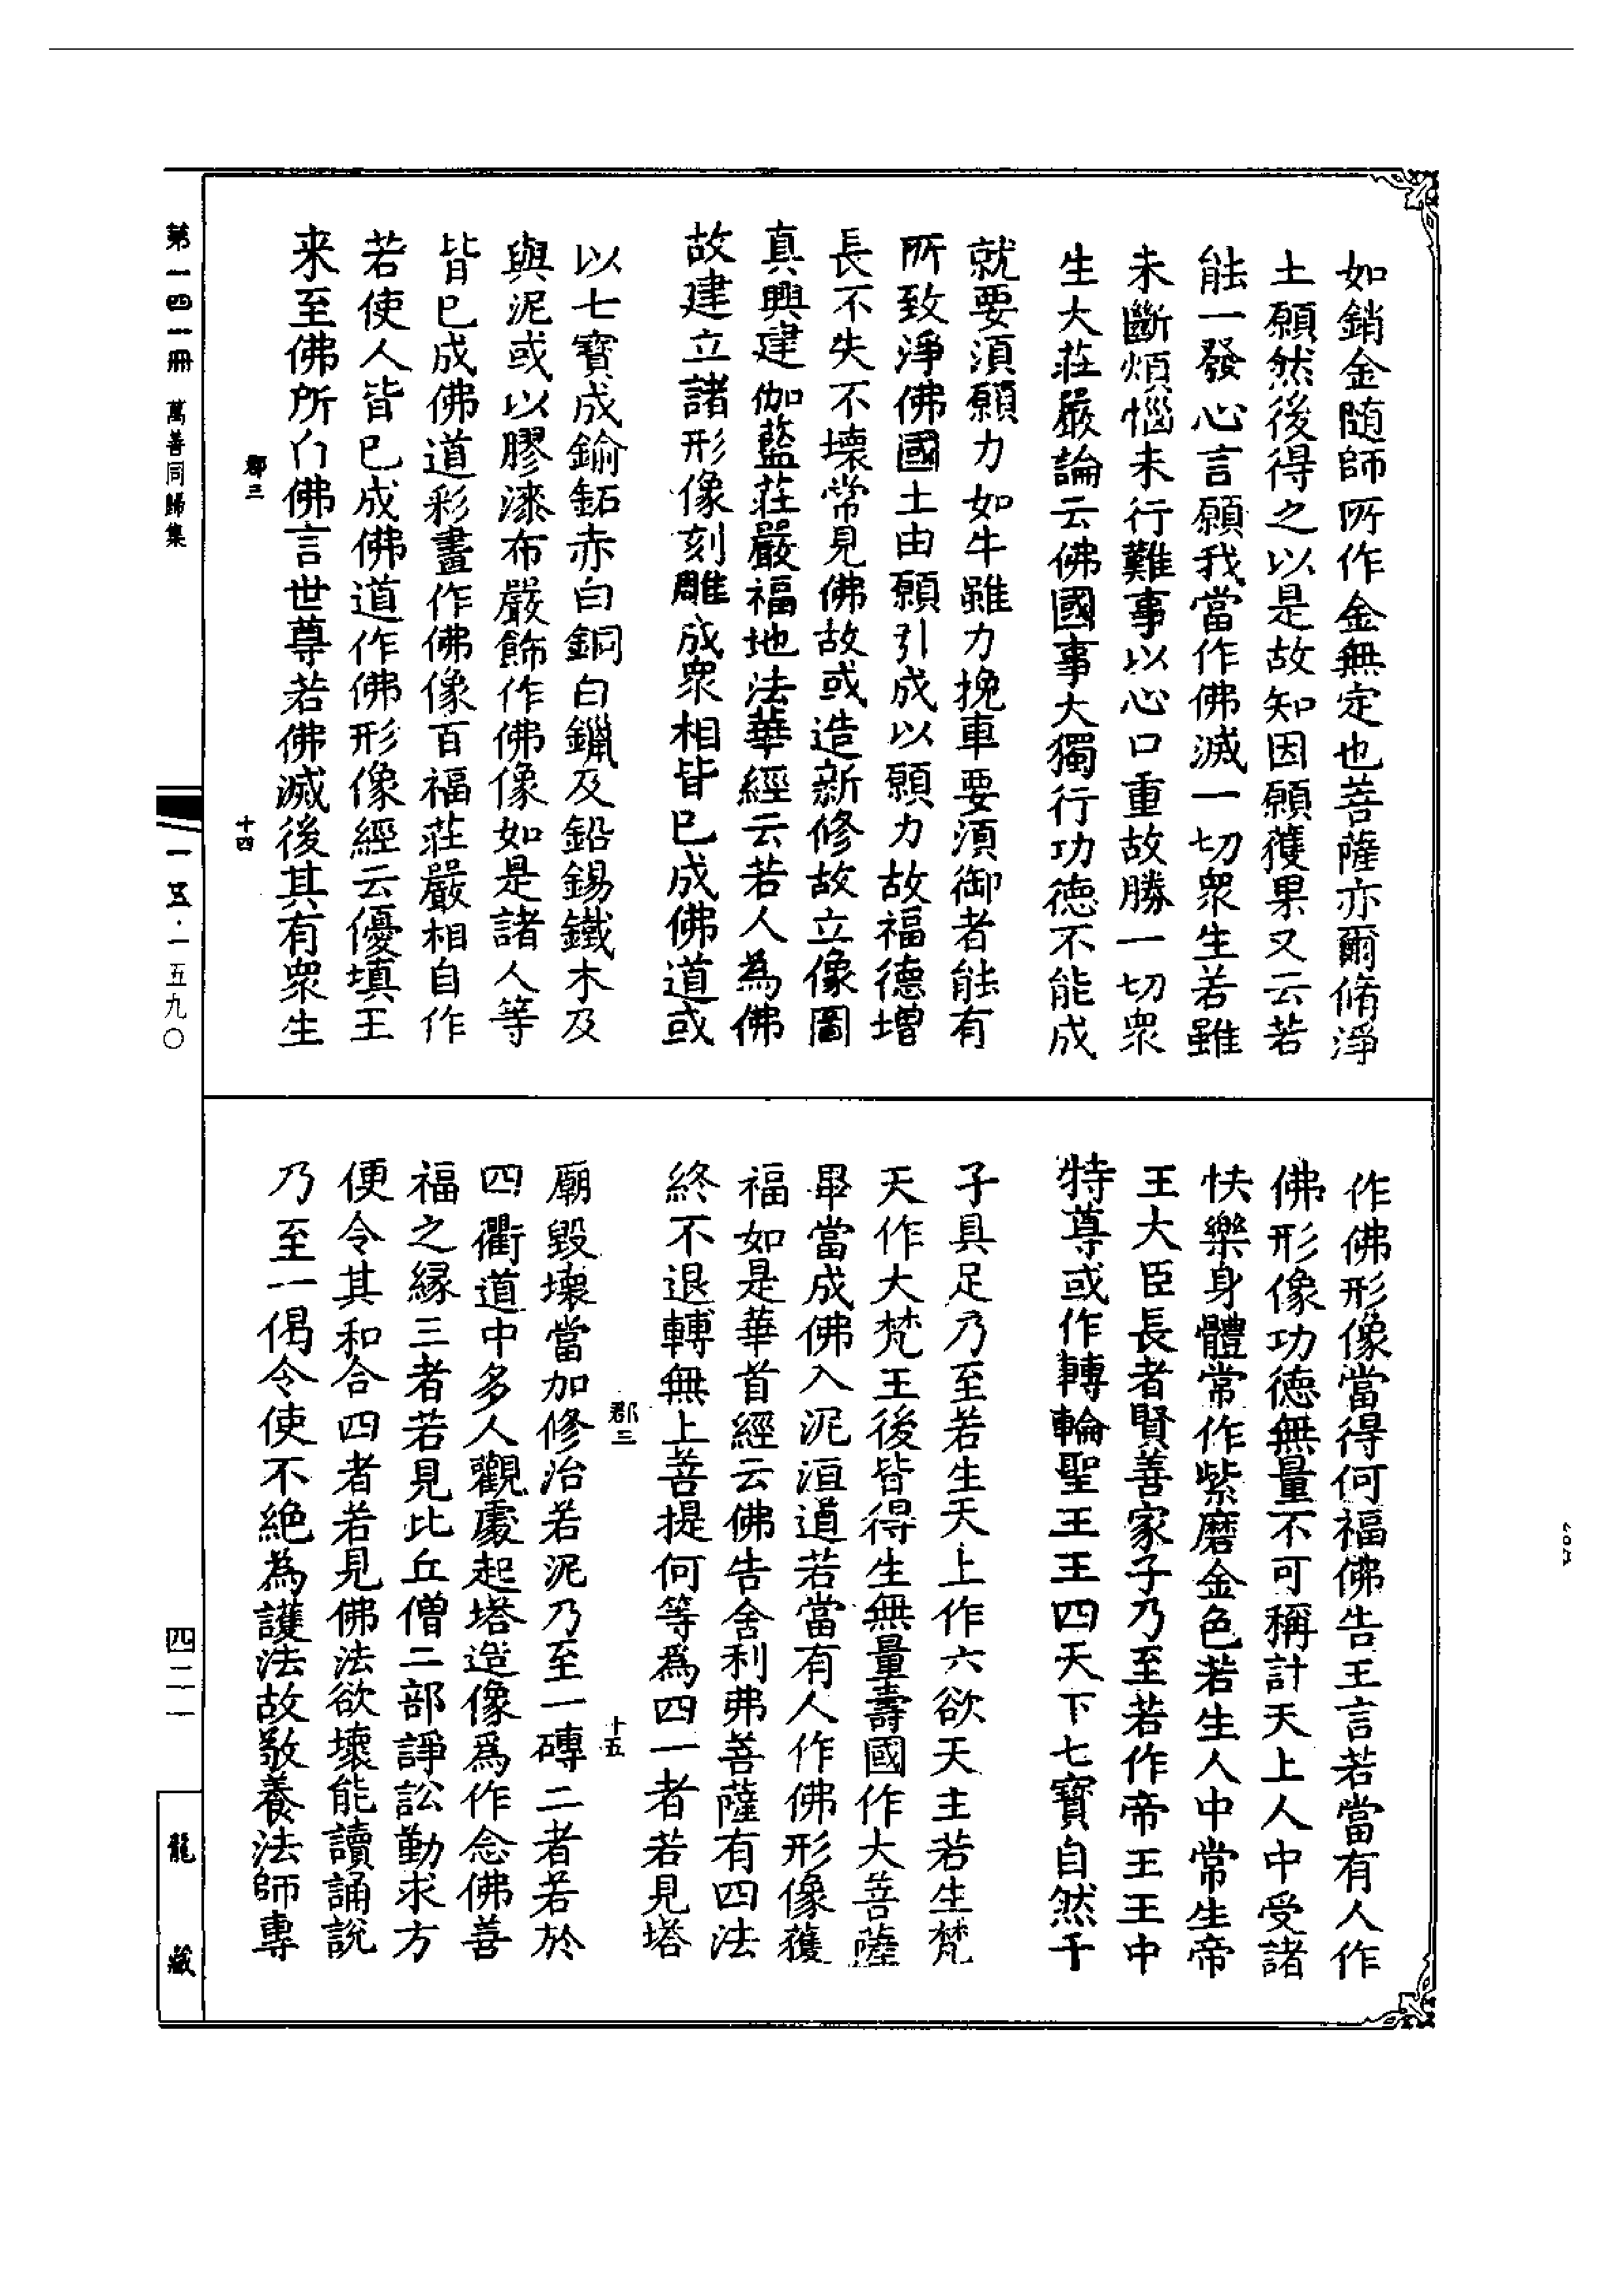 如銷金隨師所作金無定也菩薩亦爾脩淨
土願然後得之以是故知因願獲果又云若
能一發心言願我當作佛滅一切眾生若雖
未斷煩惱未行難事以心口重故勝一切眾
生大莊嚴論云佛國事大獨行功德不能成
就要須願力如牛雖力挽車要須御者能有
所致淨佛國土由願引成以願力故福德增
長不失不壞常見佛故或造新修故立像圖
真興建伽藍莊嚴福地法華經云若人為佛
故建立諸形像刻雕成眾相皆已成佛道或
以七寶成鍮鉐赤白銅白鑞及鉛錫鐵木及
與泥或以膠漆布嚴飾作佛像如是諸人等
皆已成佛道彩畫作佛像百福莊嚴相自作
若使人皆已成佛道作佛形像經云優填王
来至佛所白佛言世尊若佛滅後其有眾生
郡三
十四
作佛形像當得何福佛告王言若當有人作
佛形像功德無量不可稱計天上人中受諸
快樂身體常作紫磨金色若生人中常生帝
王大臣長者賢善家子乃至若作帝王王中
特尊或作轉輪聖王王四天下七寶自然千
子具足乃至若生天上作六欲天主若生梵
天作大梵王後皆得生無量壽國作大菩薩
畢當成佛入泥洹道若當有人作佛形像獲
福如是華首經云佛告舍利弗菩薩有四法
終不退轉無上菩提何等爲四一者若見塔
郡三
十五
廟毀壞當加修治若泥乃至一磚二者若於
四衢道中多人觀處起塔造像爲作念佛善
福之緣三者若見比丘僧二部諍訟勤求方
便令其和合四者若見佛法欲壞能讀誦說
乃至一偈令使不絕為護法故敬養法師專
第一四一冊 萬善同歸集
一五·一五九〇
四二一
龍藏